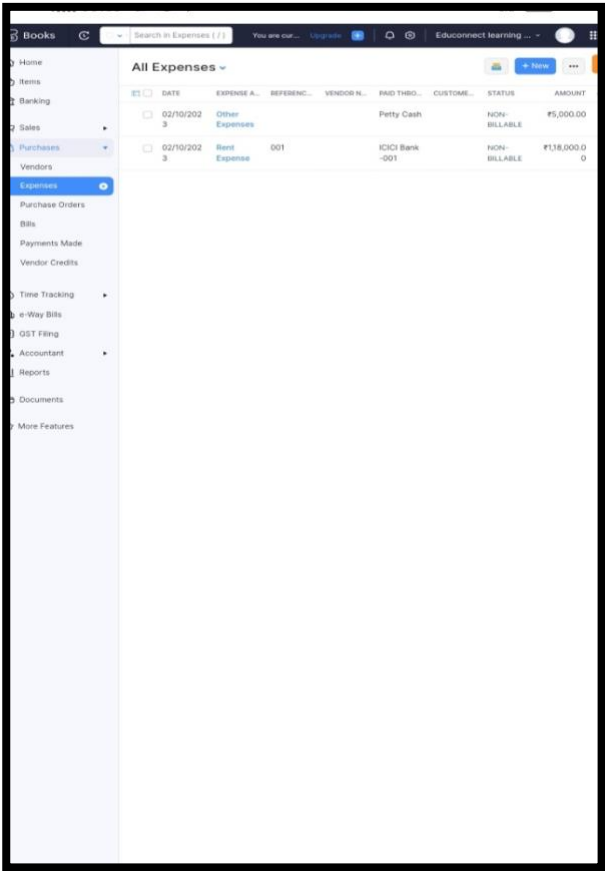 Books
Search in Expenses ( / )
You are cur... Upgrade
Educonnect learning ...
Home
Items
Banking
Sales
Purchases
Vendors
Expenses
Purchase Orders
Bills
Payments Made
Vendor Credits
Time Tracking
e-Way Bills
GST Filing
Accountant
Reports
Documents
More Features
All Expenses
+ New
DATE EXPENSE A... REFERENC... VENDOR N... PAID THRO... CUSTOME... STATUS AMOUNT
02/10/202 Other Petty Cash NON- ₹5,000.00
3 Expenses BILLABLE
02/10/202 Rent 001 ICICI Bank NON- ₹1,18,000.0
3 Expense -001 BILLABLE 0